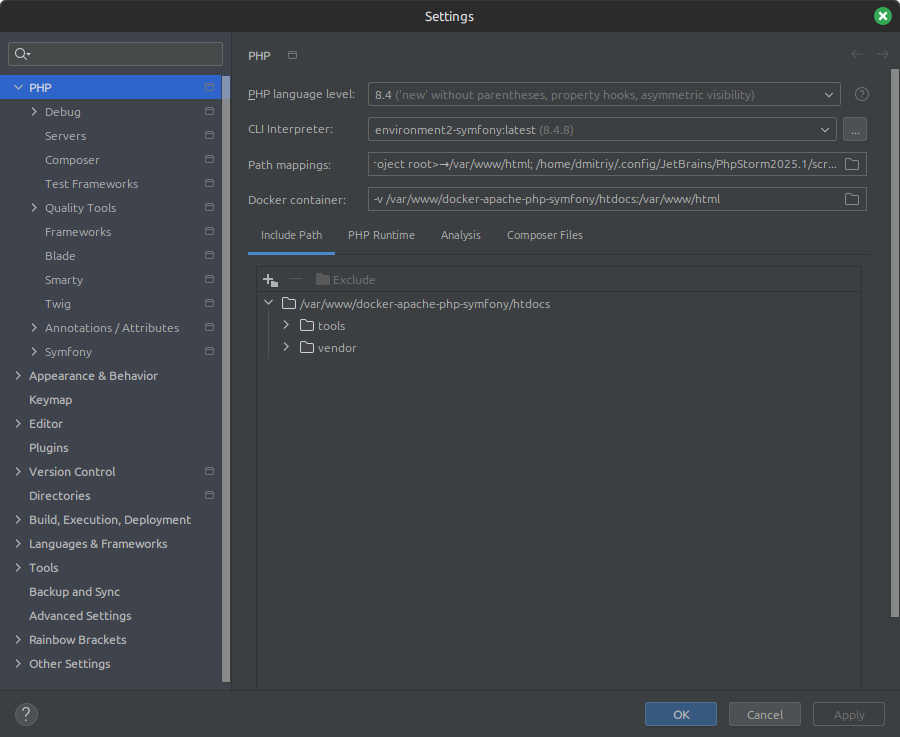 Settings
PHP
Debug
Servers
Composer
Test Frameworks
Quality Tools
Frameworks
Blade
Smarty
Twig
Annotations / Attributes
Symfony
Appearance & Behavior
Keymap
Editor
Plugins
Version Control
Directories
Build, Execution, Deployment
Languages & Frameworks
Tools
Backup and Sync
Advanced Settings
Rainbow Brackets
Other Settings
PHP
PHP language level: 8.4 ('new' without parentheses, property hooks, asymmetric visibility) ?
CLI Interpreter: environment2-symfony:latest (8.4.8) ...
Path mappings: roject root>→/var/www/html; /home/dmitriy/.config/JetBrains/PhpStorm2025.1/scr...
Docker container: -v /var/www/docker-apache-php-symfony/htdocs:/var/www/html
Include Path PHP Runtime Analysis Composer Files
Exclude
/var/www/docker-apache-php-symfony/htdocs
tools
vendor
? OK Cancel Apply